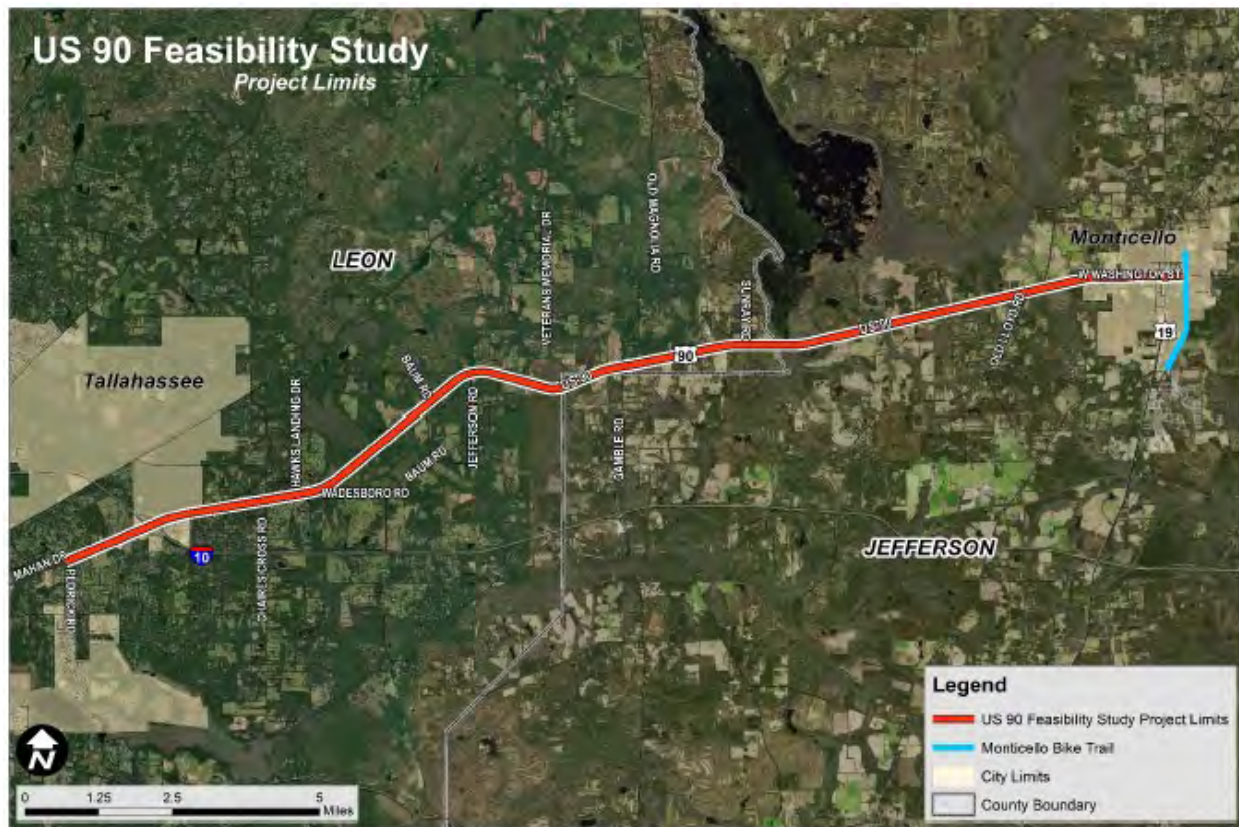 US 90 Feasibility Study
Project Limits
OLD MAGNOLIA RD
VETERANS MEMORIAL DR
LEON
Monticello
W WASHINGTON ST
SUNRAY RD
OLD LLOYD RD
19
US 90
90
US 90
BAUM RD
Tallahassee
JEFFERSON RD
HAWKS LANDING DR
GAMBLE RD
BAUM RD
WADESBORO RD
CHAIRES CROSS RD
10
JEFFERSON
MAHAN DR
PEDRICK RD
Legend
US 90 Feasibility Study Project Limits
Monticello Bike Trail
City Limits
County Boundary
N
0 1.25 2.5 5
Miles